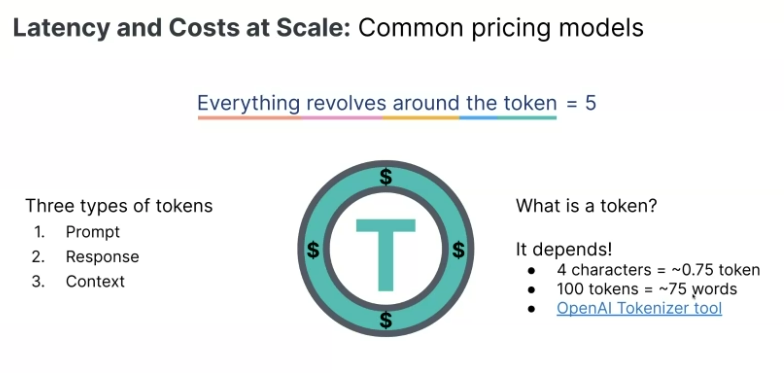 Latency and Costs at Scale: Common pricing models
Everything revolves around the token = 5
Three types of tokens
1. Prompt
2. Response
3. Context
$
$ T $
$
What is a token?
It depends!
● 4 characters = ~0.75 token
● 100 tokens = ~75 words
● OpenAI Tokenizer tool